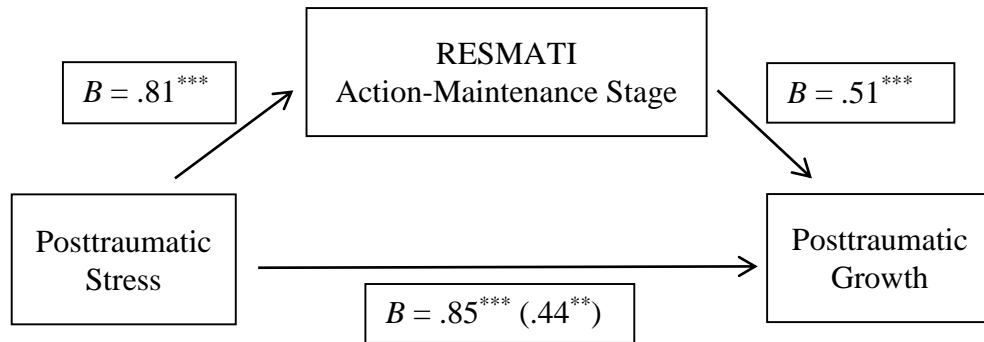 RESMATI
Action-Maintenance Stage
B = .81***
B = .51***
Posttraumatic
Stress
Posttraumatic
Growth
B = .85*** (.44**)